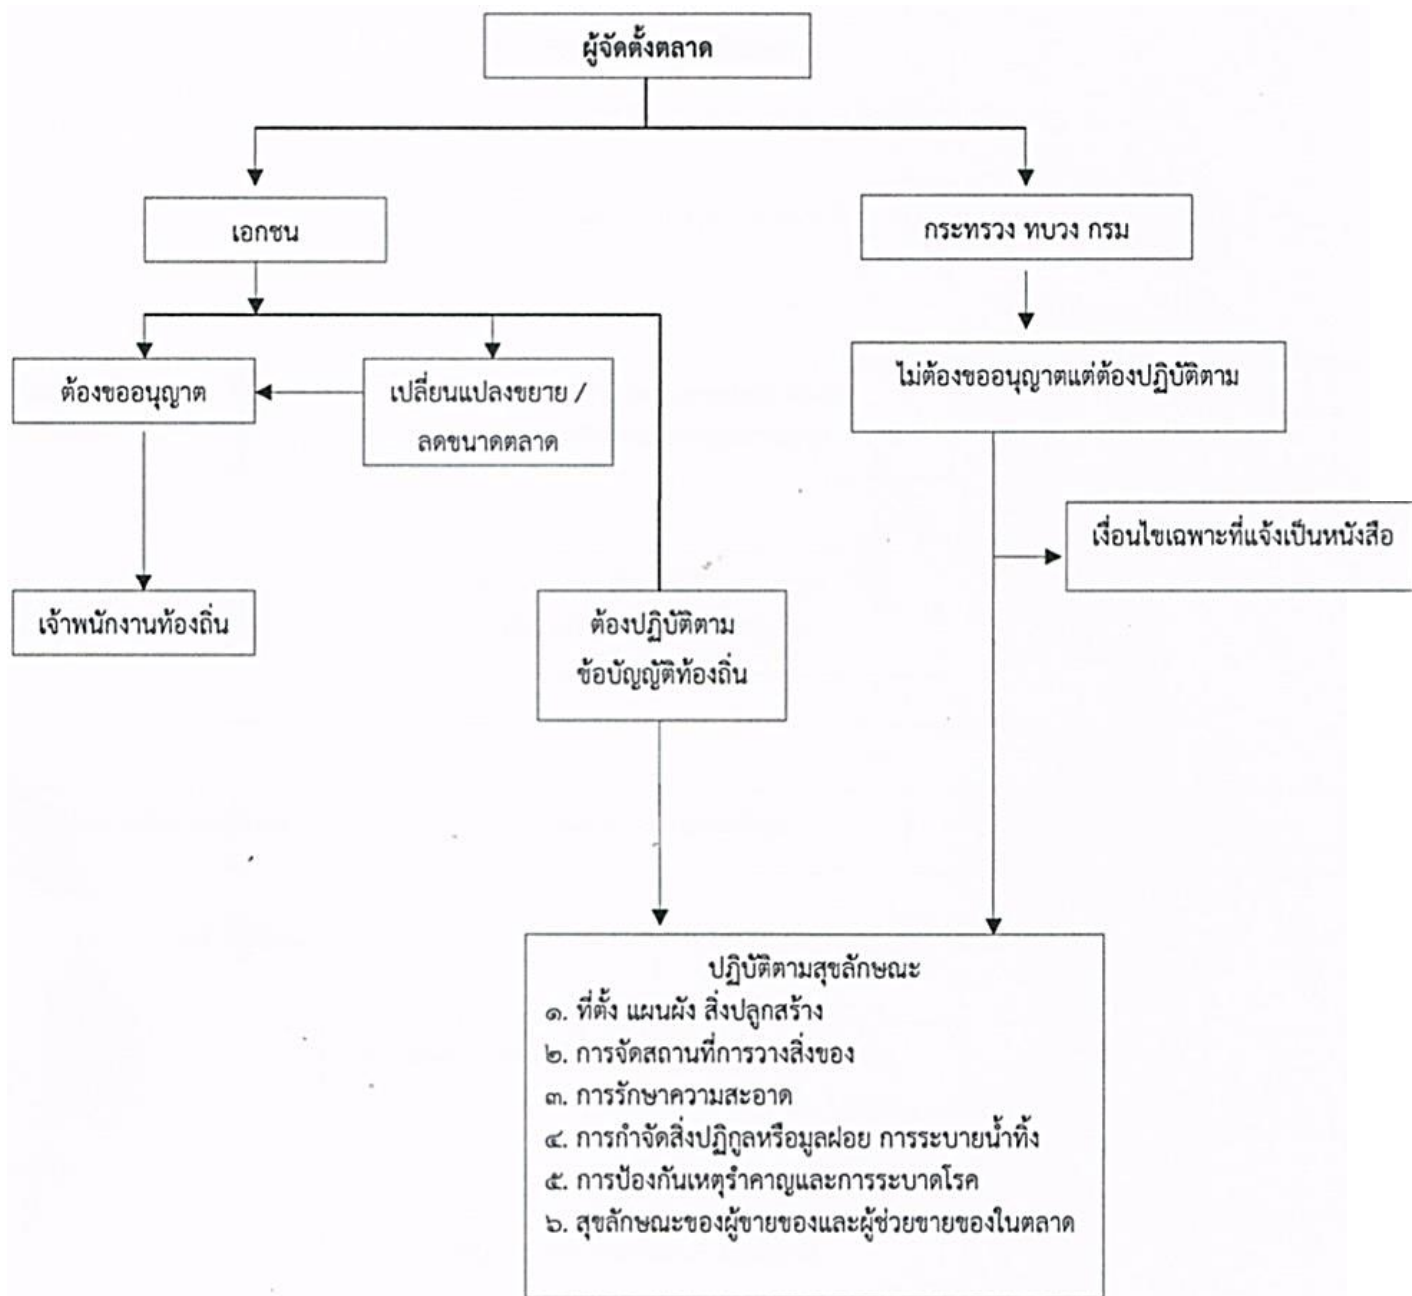 ผู้จัดตั้งตลาด
เอกชน
กระทรวง ทบวง กรม
ต้องขออนุญาต
เปลี่ยนแปลงขยาย /
ลดขนาดตลาด
ไม่ต้องขออนุญาตแต่ต้องปฏิบัติตาม
เงื่อนไขเฉพาะที่แจ้งเป็นหนังสือ
เจ้าพนักงานท้องถิ่น
ต้องปฏิบัติตาม
ข้อบัญญัติท้องถิ่น
ปฏิบัติตามสุขลักษณะ
๑. ที่ตั้ง แผนผัง สิ่งปลูกสร้าง
๒. การจัดสถานที่การวางสิ่งของ
๓. การรักษาความสะอาด
๔. การกำจัดสิ่งปฏิกูลหรือมูลฝอย การระบายน้ำทิ้ง
๕. การป้องกันเหตุรำคาญและการระบาดโรค
๖. สุขลักษณะของผู้ขายของและผู้ช่วยขายของในตลาด